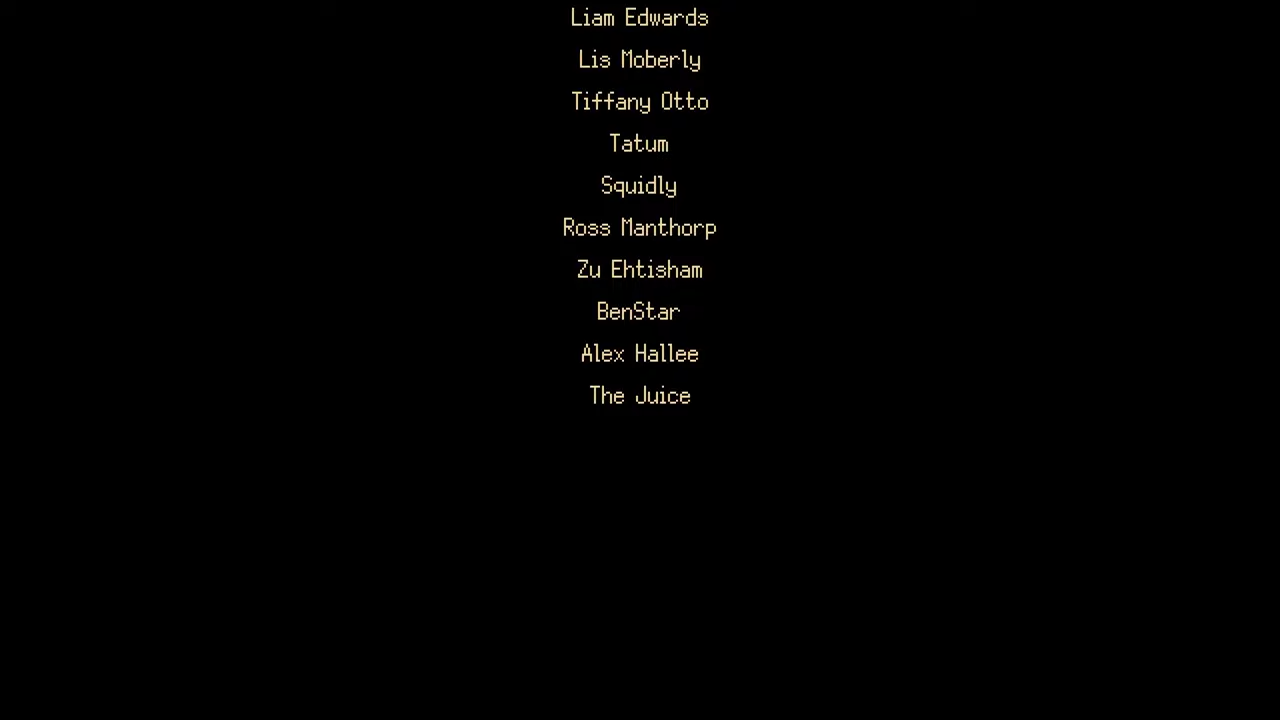 Liam Edwards
Lis Moberly
Tiffany Otto
Tatum
Squidly
Ross Manthorp
Zu Ehtisham
BenStar
Alex Hallee
The Juice